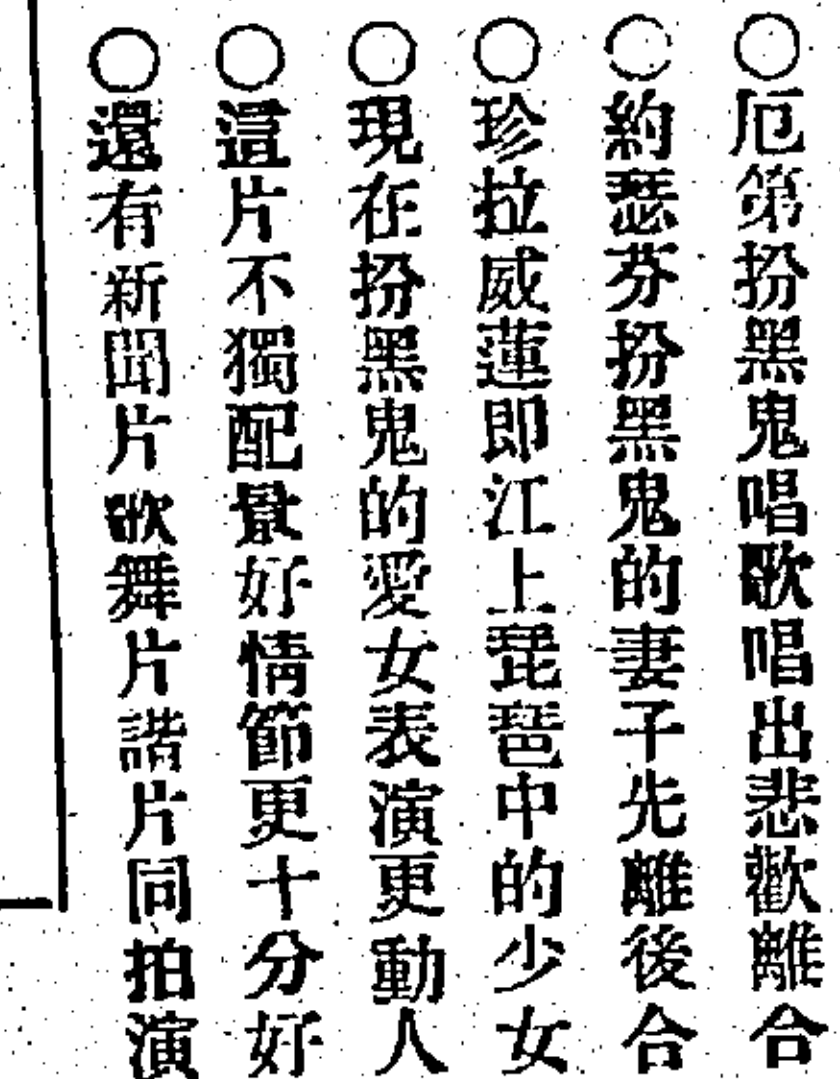 ○厄第扮黑鬼唱歌唱出悲歡離合
○約瑟芬扮黑鬼的妻子先離後合
○珍拉威蓮即江上琵琶中的少女
○現在扮黑鬼的愛女表演更動人
○這片不獨配景好情節更十分好
○還有新聞片歌舞片諧片同拍演